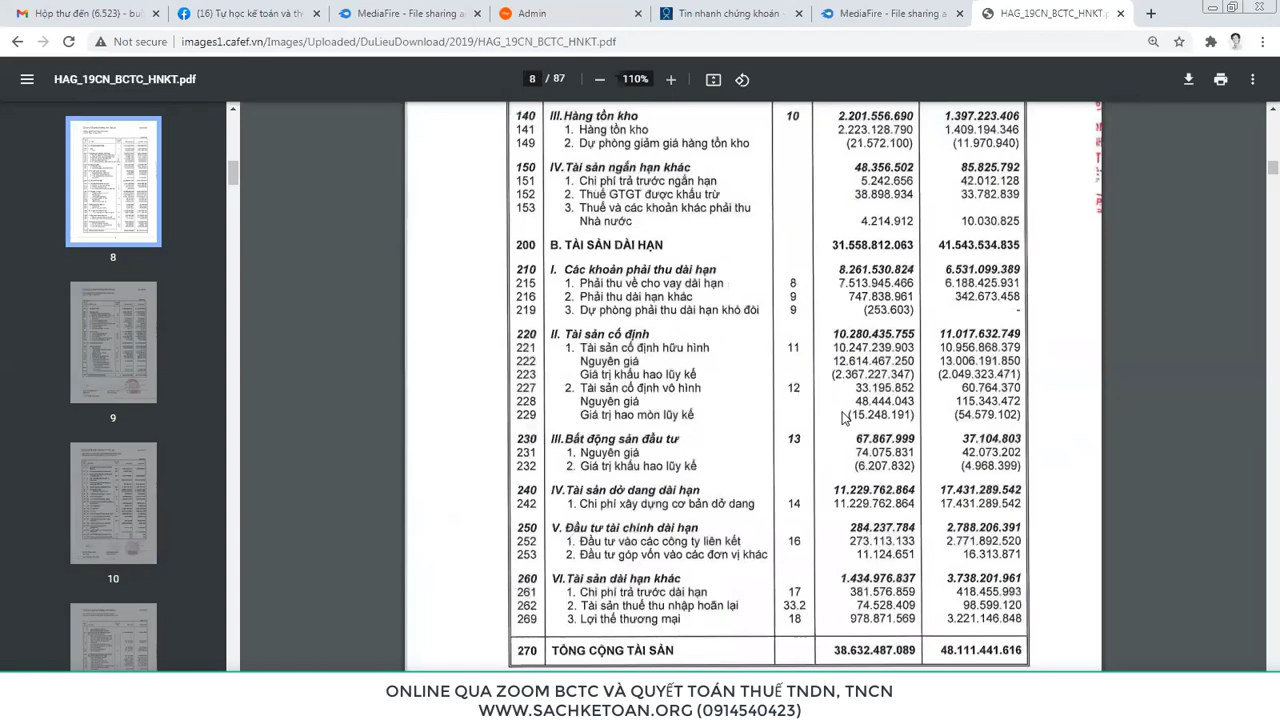 Hộp thư đến (6.523) - bu
(16) Tự học kế toán và th
MediaFire - File sharing a
Admin
Tin nhanh chứng khoán -
MediaFire - File sharing a
HAG_19CN_BCTC_HNKT.p
Not secure | images1.cafef.vn/Images/Uploaded/DuLieuDownload/2019/HAG_19CN_BCTC_HNKT.pdf
HAG_19CN_BCTC_HNKT.pdf
8 / 87
110%
140 III.Hàng tồn kho 10 2.201.556.690 1.397.223.406
141 1. Hàng tồn kho 2.223.128.790 1.409.194.346
2. Dự phòng giảm giá hàng tồn kho (21.572.100) (11.970.940)
150 IV.Tài sản ngắn hạn khác 48.356.502 85.825.792
151 1. Chi phí trả trước ngắn hạn 5.242.656 42.012.128
152 2. Thuế GTGT được khấu trừ 38.898.934 33.782.839
153 3. Thuế và các khoản khác phải thu
Nhà nước 4.214.912 10.030.825
200 B. TÀI SẢN DÀI HẠN 31.558.812.063 41.543.534.835
210 I. Các khoản phải thu dài hạn 8.261.530.824 6.531.099.389
215 1. Phải thu về cho vay dài hạn 8 7.513.945.466 6.188.425.931
216 2. Phải thu dài hạn khác 9 747.838.961 342.673.458
219 3. Dự phòng phải thu dài hạn khó đòi 9 (253.603) -
220 II. Tài sản cố định 10.280.435.755 11.017.632.749
221 1. Tài sản cố định hữu hình 11 10.247.239.903 10.956.868.379
222 Nguyên giá 12.614.467.250 13.006.191.850
223 Giá trị khấu hao lũy kế (2.367.227.347) (2.049.323.471)
227 2. Tài sản cố định vô hình 12 33.195.852 60.764.370
228 Nguyên giá 48.444.043 115.343.472
229 Giá trị hao mòn lũy kế (15.248.191) (54.579.102)
230 III.Bất động sản đầu tư 13 67.867.999 37.104.803
231 1. Nguyên giá 74.075.831 42.073.202
232 2. Giá trị khấu hao lũy kế (6.207.832) (4.968.399)
240 IV. Tài sản dở dang dài hạn 11.229.762.864 17.431.289.542
242 1. Chi phí xây dựng cơ bản dở dang 14 11.229.762.864 17.431.289.542
250 V. Đầu tư tài chính dài hạn 284.237.784 2.788.206.391
252 1. Đầu tư vào các công ty liên kết 16 273.113.133 2.771.892.520
253 2. Đầu tư góp vốn vào các đơn vị khác 11.124.651 16.313.871
260 VI.Tài sản dài hạn khác 1.434.976.837 3.738.201.961
261 1. Chi phí trả trước dài hạn 17 381.576.859 418.455.993
262 2. Tài sản thuế thu nhập hoãn lại 33.2 74.528.409 98.599.120
269 3. Lợi thế thương mại 18 978.871.569 3.221.146.848
270 TỔNG CỘNG TÀI SẢN 38.632.487.089 48.111.441.616
8
9
10
ONLINE QUA ZOOM BCTC VÀ QUYẾT TOÁN THUẾ TNDN, TNCN
WWW.SACHKETOAN.ORG (0914540423)